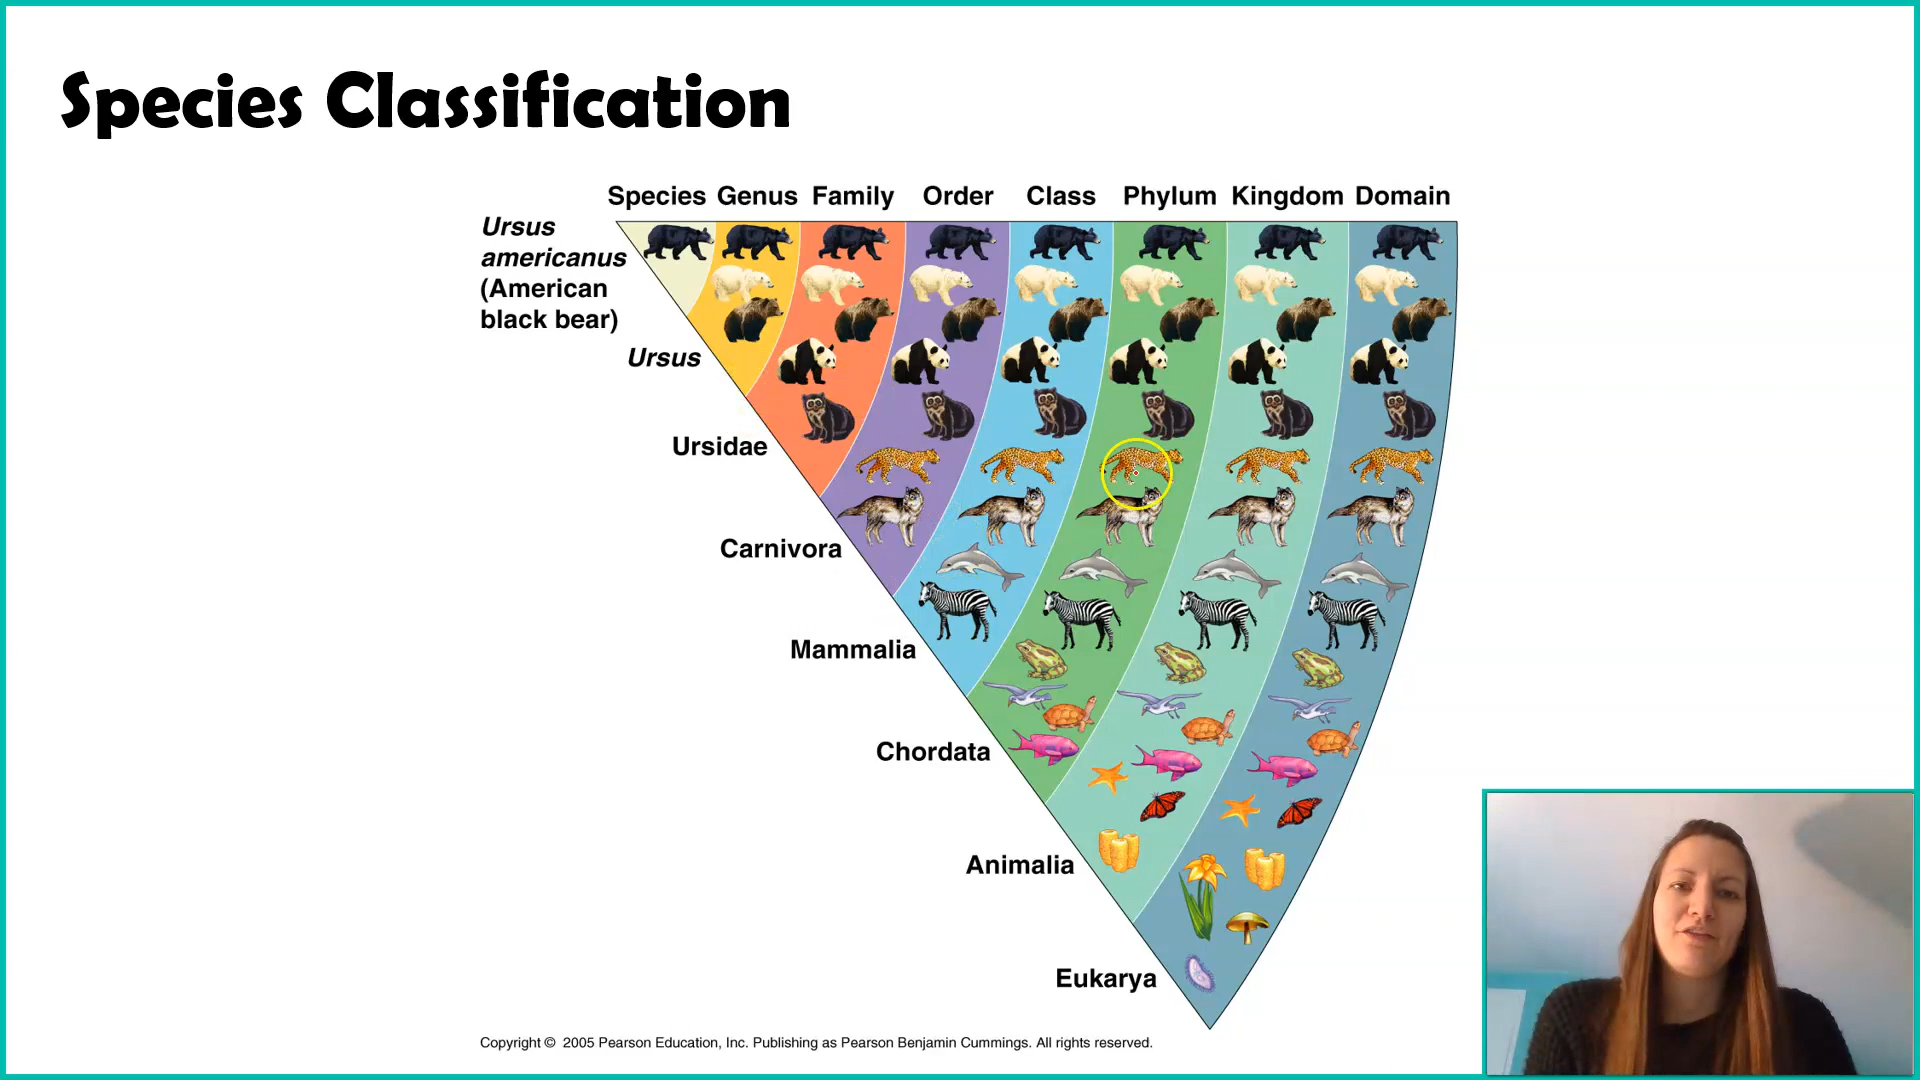 Species Classification
Species Genus Family Order Class Phylum Kingdom Domain
Ursus
americanus
(American
black bear)
Ursus
Ursidae
Carnivora
Mammalia
Chordata
Animalia
Eukarya
Copyright © 2005 Pearson Education, Inc. Publishing as Pearson Benjamin Cummings. All rights reserved.